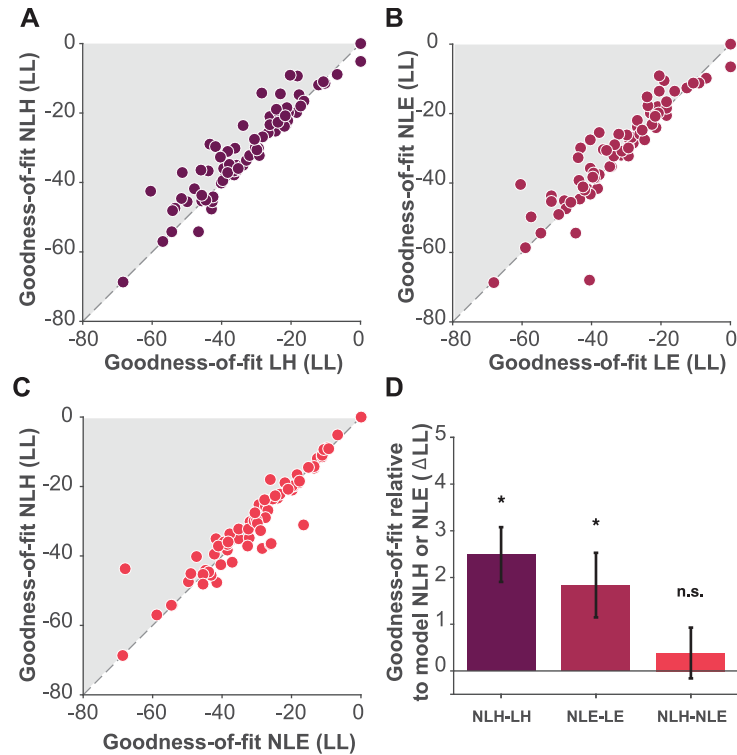 A
Goodness-of-fit NLH (LL)
0
-20
-40
-60
-80
-80
-60
-40
-20
0
Goodness-of-fit LH (LL)
B
Goodness-of-fit NLE (LL)
0
-20
-40
-60
-80
-80
-60
-40
-20
0
Goodness-of-fit LE (LL)
C
Goodness-of-fit NLH (LL)
0
-20
-40
-60
-80
-80
-60
-40
-20
0
Goodness-of-fit NLE (LL)
D
Goodness-of-fit relative
to model NLH or NLE (ΔLL)
5
4
3
2
1
0
*
*
n.s.
NLH-LH
NLE-LE
NLH-NLE